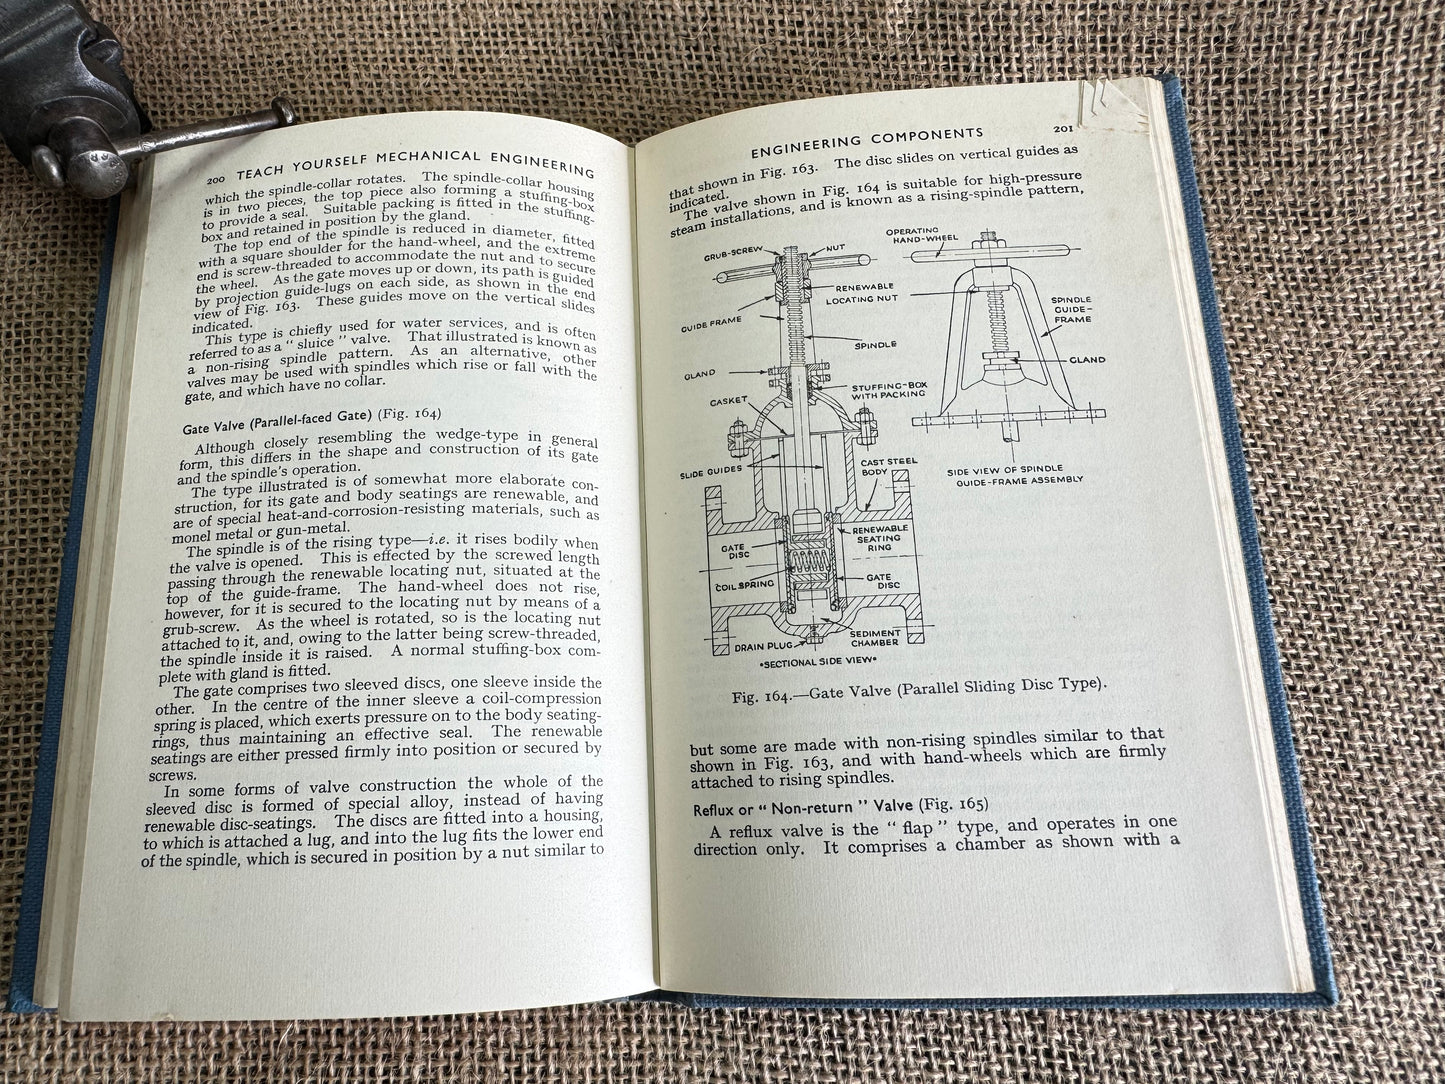 200 TEACH YOURSELF MECHANICAL ENGINEERING
which the spindle-collar rotates. The spindle-collar housing
is in two pieces, the top piece also forming a stuffing-box
to provide a seal. Suitable packing is fitted in the stuffing-
box and retained in position by the gland.
The top end of the spindle is reduced in diameter, fitted
with a square shoulder for the hand-wheel, and the extreme
end is screw-threaded to accommodate the nut and to secure
the wheel. As the gate moves up or down, its path is guided
by projection guide-lugs on each side, as shown in the end
view of Fig. 163. These guides move on the vertical slides
indicated.
This type is chiefly used for water services, and is often
referred to as a “ sluice ” valve. That illustrated is known as
a non-rising spindle pattern. As an alternative, other
valves may be used with spindles which rise or fall with the
gate, and which have no collar.
Gate Valve (Parallel-faced Gate) (Fig. 164)
Although closely resembling the wedge-type in general
form, this differs in the shape and construction of its gate
and the spindle's operation.
The type illustrated is of somewhat more elaborate con-
struction, for its gate and body seatings are renewable, and
are of special heat-and-corrosion-resisting materials, such as
monel metal or gun-metal.
The spindle is of the rising type—i.e. it rises bodily when
the valve is opened. This is effected by the screwed length
passing through the renewable locating nut, situated at the
top of the guide-frame. The hand-wheel does not rise,
however, for it is secured to the locating nut by means of a
grub-screw. As the wheel is rotated, so is the locating nut
attached to it, and, owing to the latter being screw-threaded,
the spindle inside it is raised. A normal stuffing-box com-
plete with gland is fitted.
The gate comprises two sleeved discs, one sleeve inside the
other. In the centre of the inner sleeve a coil-compression
spring is placed, which exerts pressure on to the body seating-
rings, thus maintaining an effective seal. The renewable
seatings are either pressed firmly into position or secured by
screws.
In some forms of valve construction the whole of the
sleeved disc is formed of special alloy, instead of having
renewable disc-seatings. The discs are fitted into a housing,
to which is attached a lug, and into the lug fits the lower end
of the spindle, which is secured in position by a nut similar to
ENGINEERING COMPONENTS 201
that shown in Fig. 163. The disc slides on vertical guides as
indicated.
The valve shown in Fig. 164 is suitable for high-pressure
steam installations, and is known as a rising-spindle pattern,
GRUB-SCREW
NUT
OPERATING
HAND-WHEEL
RENEWABLE
LOCATING NUT
GUIDE FRAME
SPINDLE
GUIDE-
FRAME
SPINDLE
GLAND
GLAND
STUFFING-BOX
WITH PACKING
GASKET
SLIDE GUIDES
CAST STEEL
BODY
SIDE VIEW OF SPINDLE
GUIDE-FRAME ASSEMBLY
RENEWABLE
SEATING
RING
GATE
DISC
COIL SPRING
GATE
DISC
SEDIMENT
CHAMBER
DRAIN PLUG
•SECTIONAL SIDE VIEW•
Fig. 164.—Gate Valve (Parallel Sliding Disc Type).
but some are made with non-rising spindles similar to that
shown in Fig. 163, and with hand-wheels which are firmly
attached to rising spindles.
Reflux or “ Non-return ” Valve (Fig. 165)
A reflux valve is the “ flap ” type, and operates in one
direction only. It comprises a chamber as shown with a